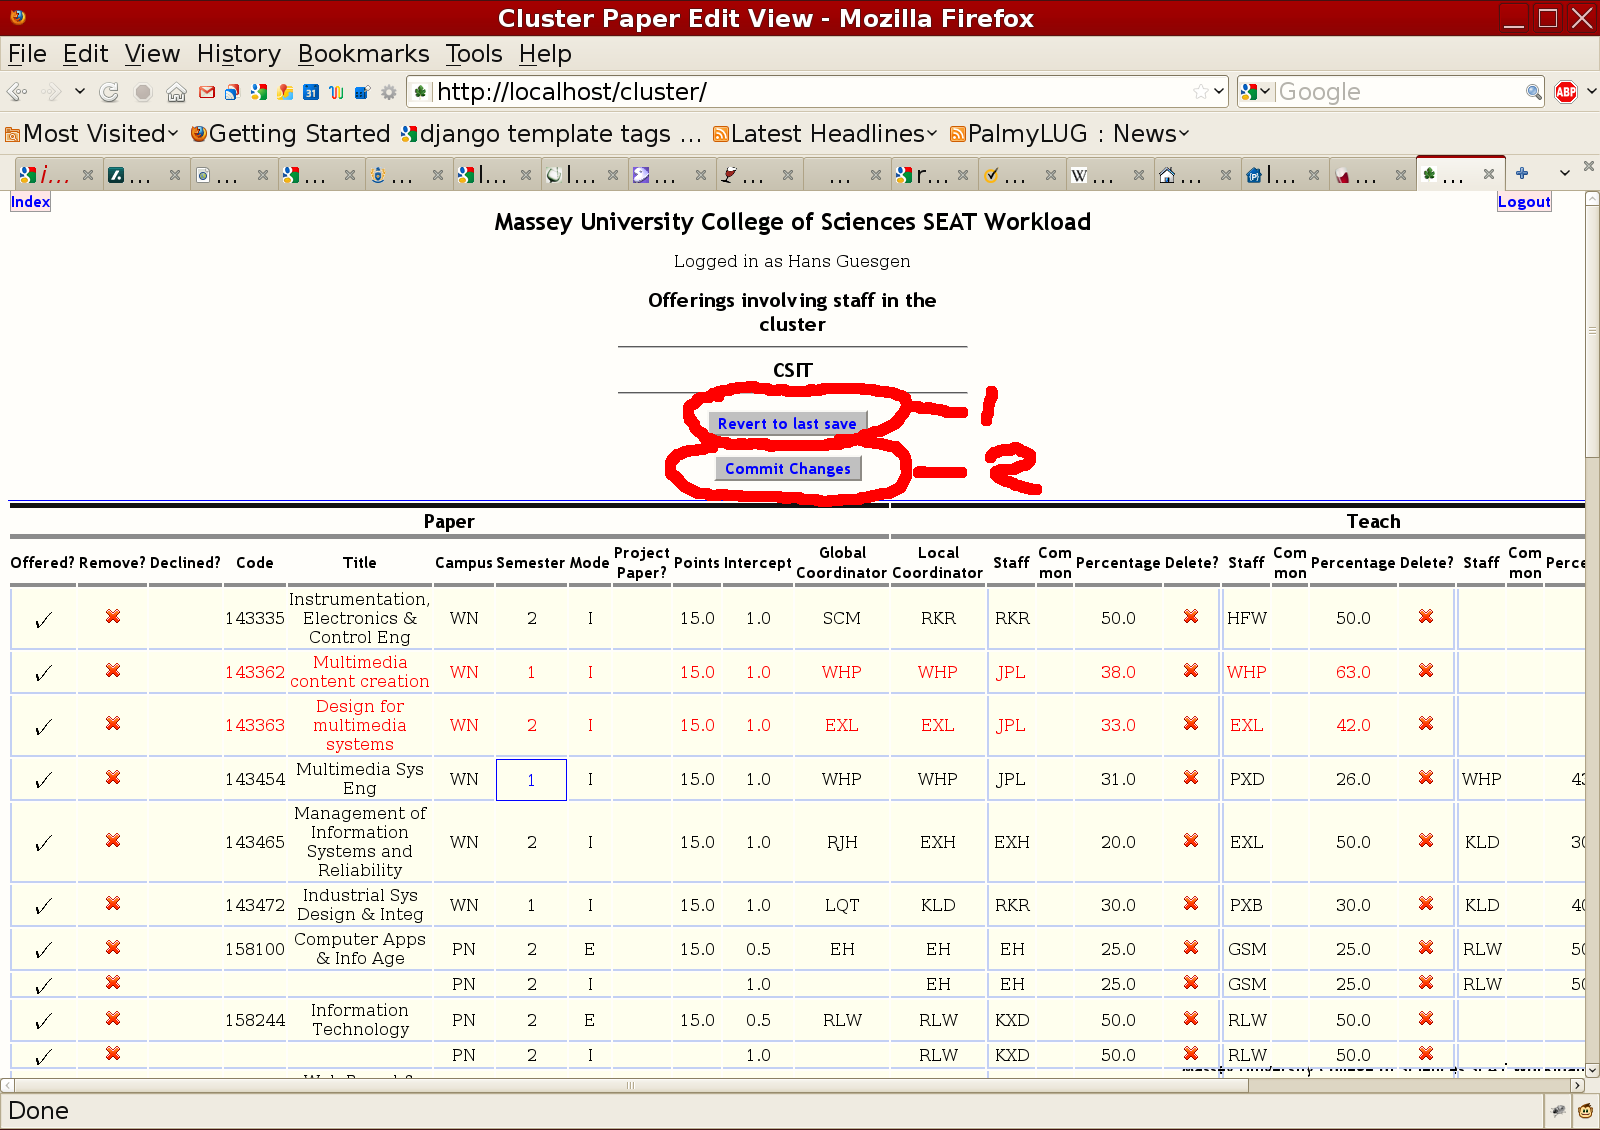 Cluster Paper Edit View - Mozilla Firefox
File Edit View History Bookmarks Tools Help
31 http://localhost/cluster/ Google ABP
Most Visited Getting Started django template tags ... Latest Headlines PalmyLUG : News
i... ... ... ... ... l... l... ... ... ... r... ... W ... ... l... ... ...
Index Logout
Massey University College of Sciences SEAT Workload
Logged in as Hans Guesgen
Offerings involving staff in the
cluster
CSIT
Revert to last save 1
Commit Changes 2
Paper Teach
Offered? Remove? Declined? Code Title Campus Semester Mode Project Paper? Points Intercept Global Coordinator Local Coordinator Staff Com mon Percentage Delete? Staff Com mon Percentage Delete? Staff Com mon Perce
143335 Instrumentation, Electronics & Control Eng WN 2 I 15.0 1.0 SCM RKR RKR 50.0 HFW 50.0
143362 Multimedia content creation WN 1 I 15.0 1.0 WHP WHP JPL 38.0 WHP 63.0
143363 Design for multimedia systems WN 2 I 15.0 1.0 EXL EXL JPL 33.0 EXL 42.0
143454 Multimedia Sys Eng WN 1 I 15.0 1.0 WHP WHP JPL 31.0 PXD 26.0 WHP
143465 Management of Information Systems and Reliability WN 2 I 15.0 1.0 RJH EXH EXH 20.0 EXL 50.0 KLD
143472 Industrial Sys Design & Integ WN 1 I 15.0 1.0 LQT KLD RKR 30.0 PXB 30.0 KLD
158100 Computer Apps & Info Age PN 2 E 15.0 0.5 EH EH EH 25.0 GSM 25.0 RLW
PN 2 I 1.0 EH EH 25.0 GSM 25.0 RLW
158244 Information Technology PN 2 E 15.0 0.5 RLW RLW KXD 50.0 RLW 50.0
PN 2 I 1.0 RLW KXD 50.0 RLW 50.0
Done